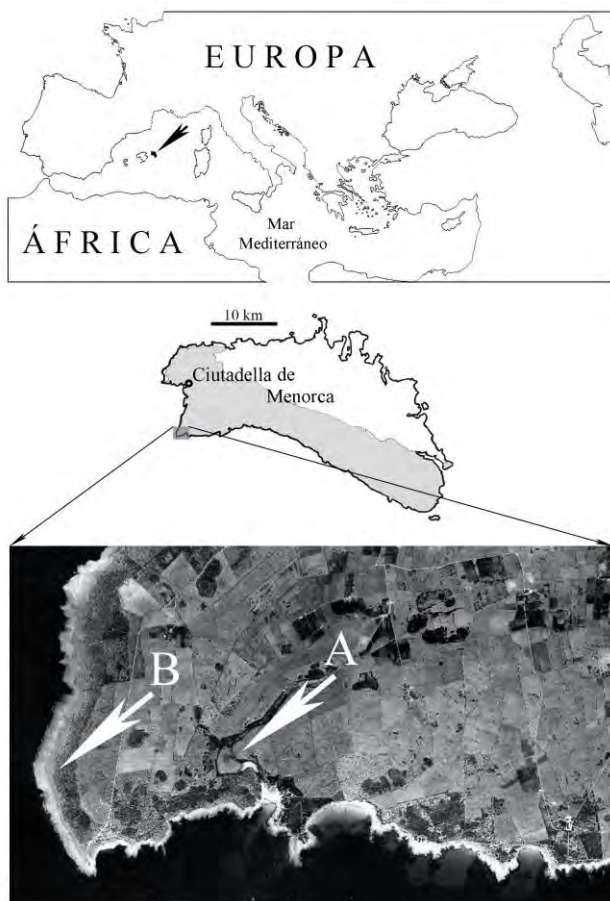 EUROPA
ÁFRICA
Mar
Mediterráneo
10 km
Ciutadella de
Menorca
B
A